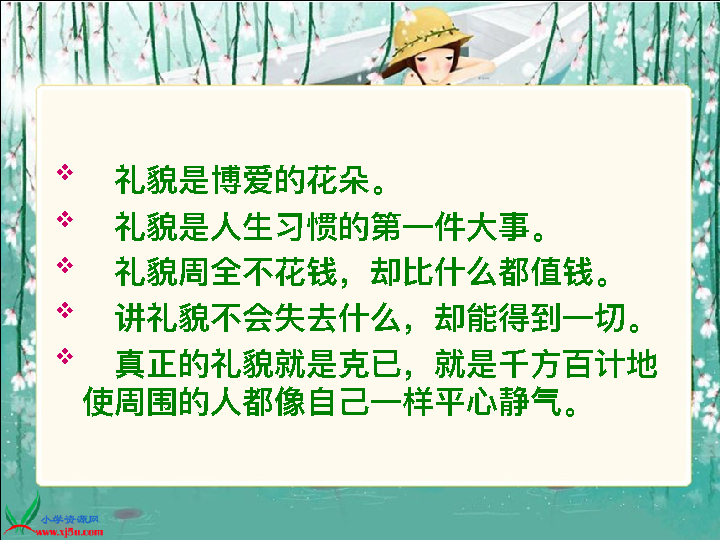 礼貌是博爱的花朵。
礼貌是人生习惯的第一件大事。
礼貌周全不花钱，却比什么都值钱。
讲礼貌不会失去什么，却能得到一切。
真正的礼貌就是克已，就是千方百计地
使周围的人都像自己一样平心静气。
小学资源网
www.xj5u.com